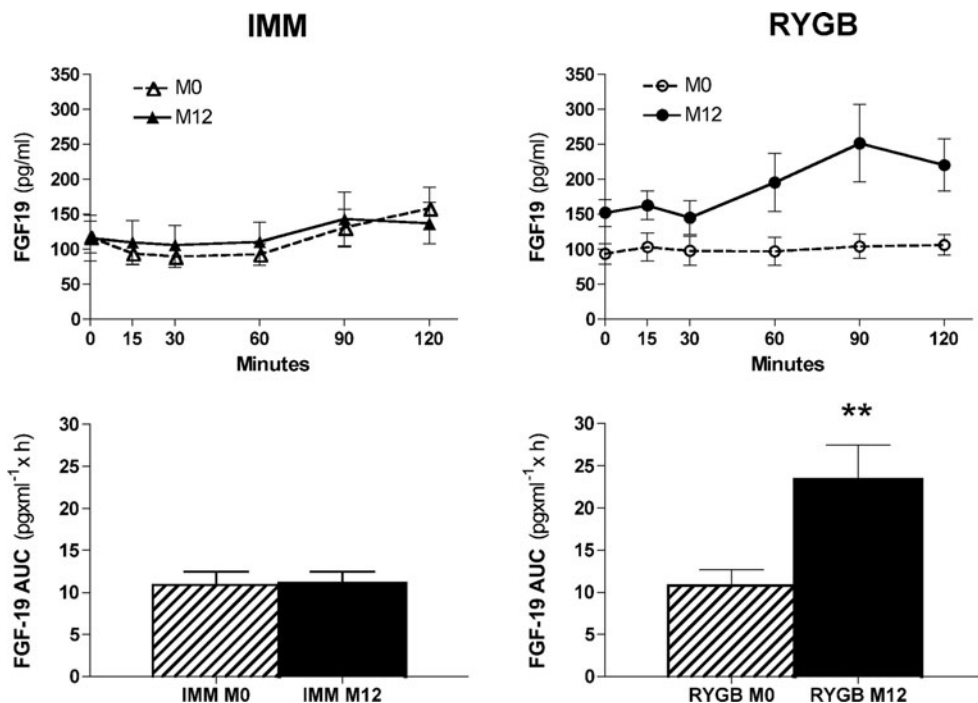 IMM
RYGB
350
300
250
200
150
100
50
0
FGF19 (pg/ml)
M0
M12
0 15 30 60 90 120
Minutes
350
300
250
200
150
100
50
0
FGF19 (pg/ml)
M0
M12
0 15 30 60 90 120
Minutes
30
25
20
15
10
5
0
FGF-19 AUC (pgxml⁻¹x h)
IMM M0 IMM M12
30
25
20
15
10
5
0
FGF-19 AUC (pgxml⁻¹x h)
**
RYGB M0 RYGB M12